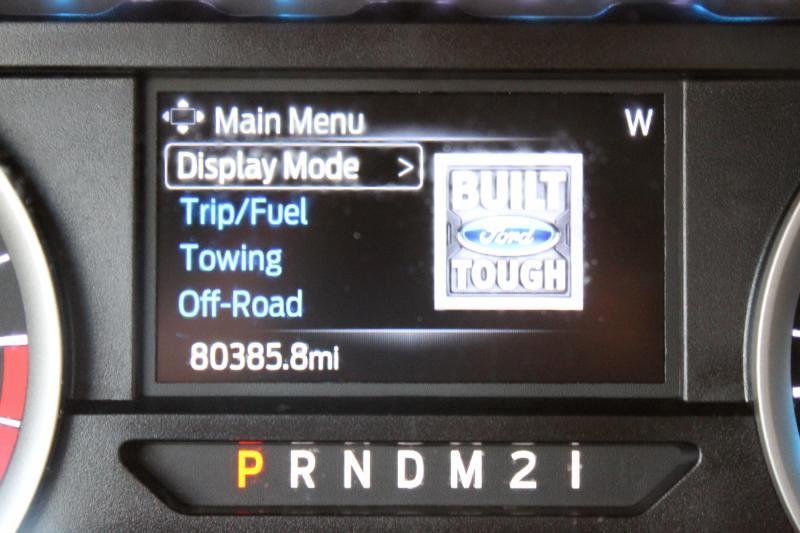 Main Menu
W
Display Mode >
Trip/Fuel
Towing
Off-Road
BUILT
Ford
TOUGH
80385.8mi
P R N D M 2 1